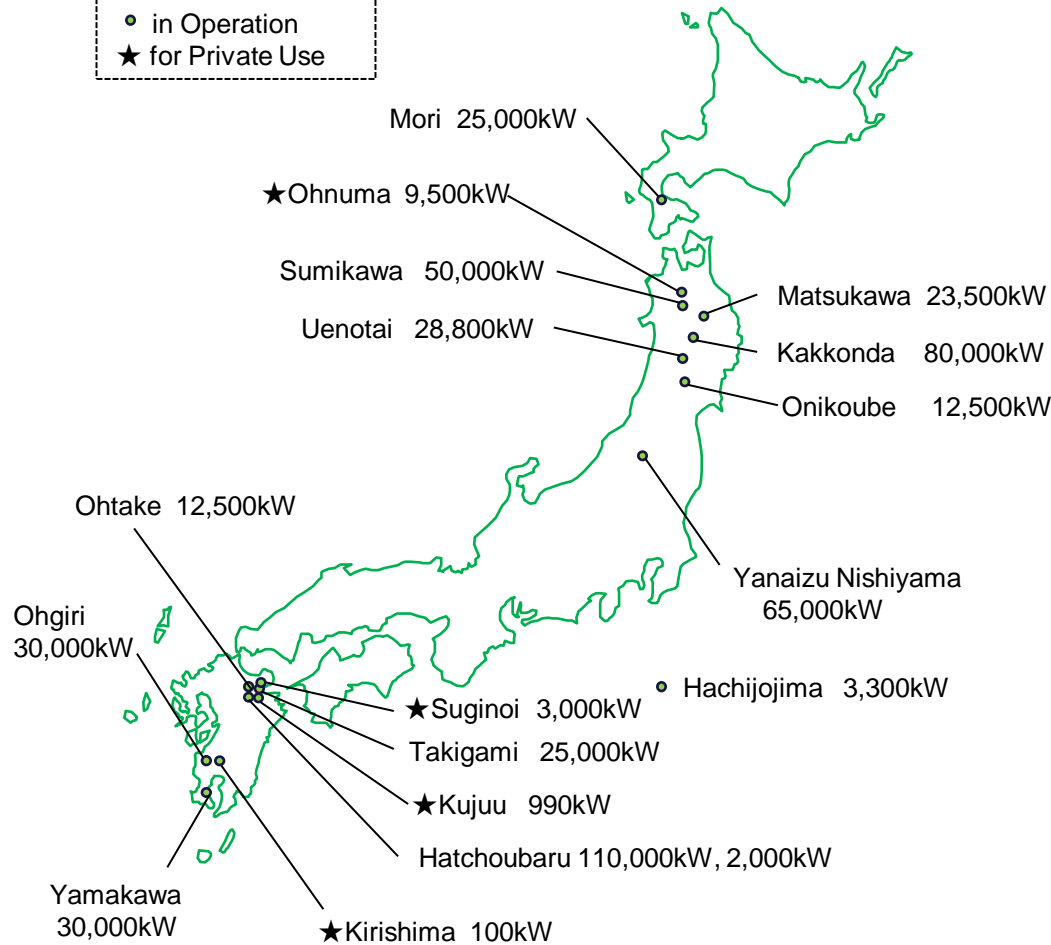 in Operation
★ for Private Use
Mori 25,000kW
★Ohnuma 9,500kW
Sumikawa 50,000kW
Matsukawa 23,500kW
Uenotai 28,800kW
Kakkonda 80,000kW
Onikoube 12,500kW
Ohtake 12,500kW
Yanaizu Nishiyama
65,000kW
Ohgiri
30,000kW
Hachijojima 3,300kW
★Suginoi 3,000kW
Takigami 25,000kW
★Kujuu 990kW
Hatchoubaru 110,000kW, 2,000kW
Yamakawa
30,000kW
★Kirishima 100kW